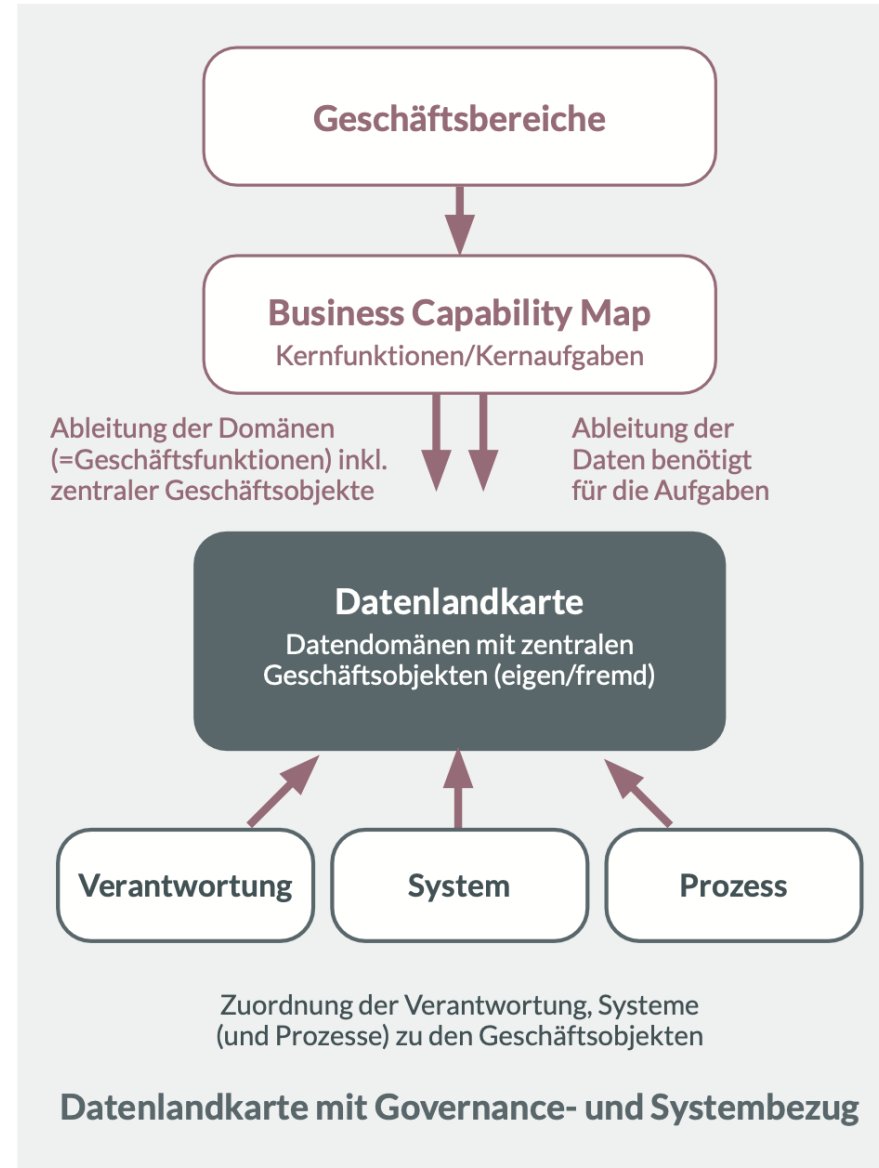 Geschäftsbereiche
Business Capability Map
Kernfunktionen/Kernaufgaben
Ableitung der Domänen
(=Geschäftsfunktionen) inkl.
zentraler Geschäftsobjekte
Ableitung der
Daten benötigt
für die Aufgaben
Datenlandkarte
Datendomänen mit zentralen
Geschäftsobjekten (eigen/fremd)
Verantwortung
System
Prozess
Zuordnung der Verantwortung, Systeme
(und Prozesse) zu den Geschäftsobjekten
Datenlandkarte mit Governance- und Systembezug